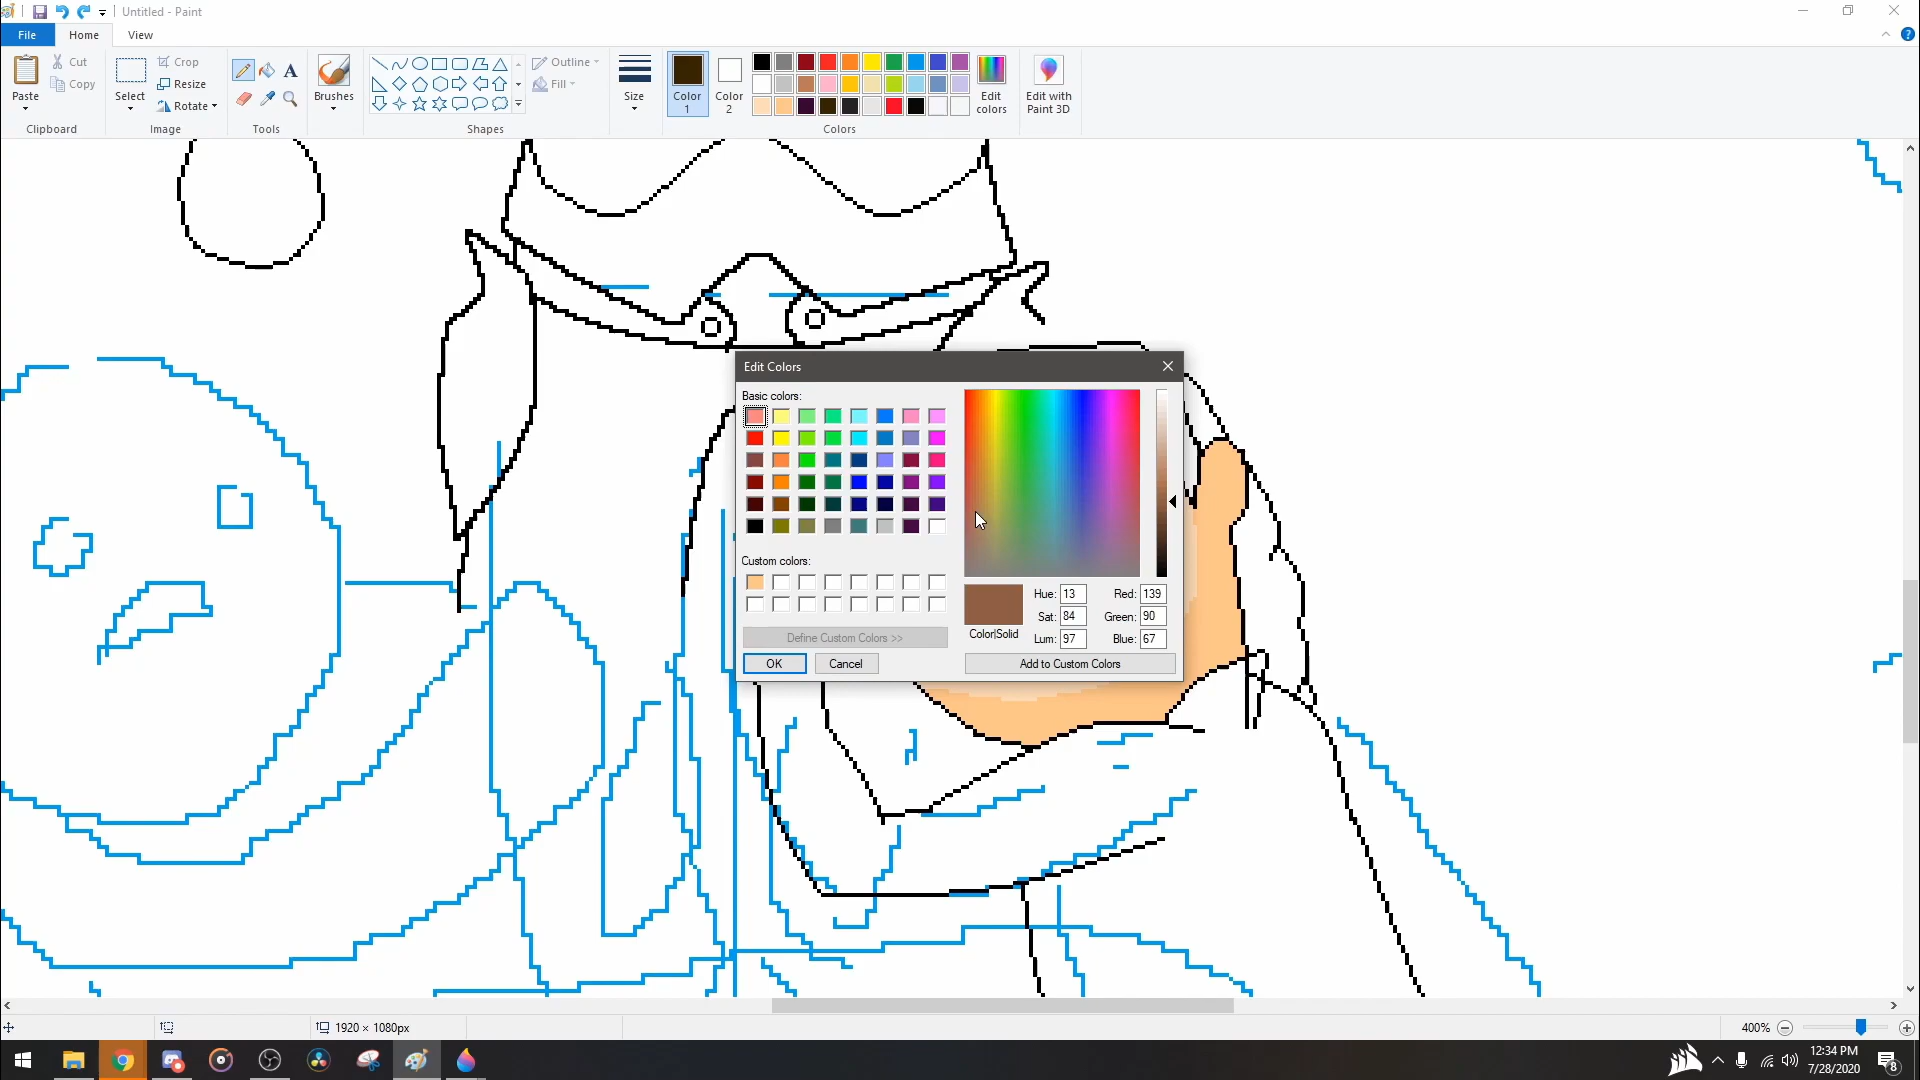 Untitled - Paint
File
Home
View
Paste
Cut
Copy
Clipboard
Select
Crop
Resize
Rotate
Image
A
Tools
Brushes
Shapes
Outline
Fill
Size
Color 1
Color 2
Colors
Edit colors
Edit with Paint 3D
Edit Colors
Basic colors:
Custom colors:
Define Custom Colors >>
OK
Cancel
Color|Solid
Hue: 13
Sat: 84
Lum: 97
Red: 139
Green: 90
Blue: 67
Add to Custom Colors
1920 × 1080px
400%
12:34 PM
7/28/2020
8